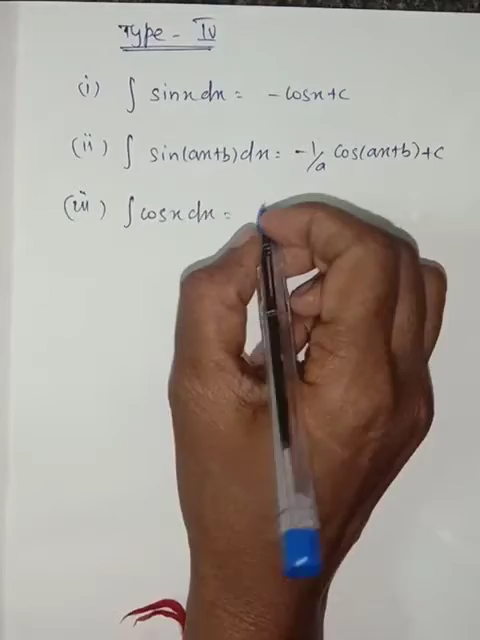 Type - IV
(i) ∫ sinx dx = - cosx + c
(ii) ∫ sin(ax+b) dx = - 1/a cos(ax+b) + c
(iii) ∫ cosx dx =